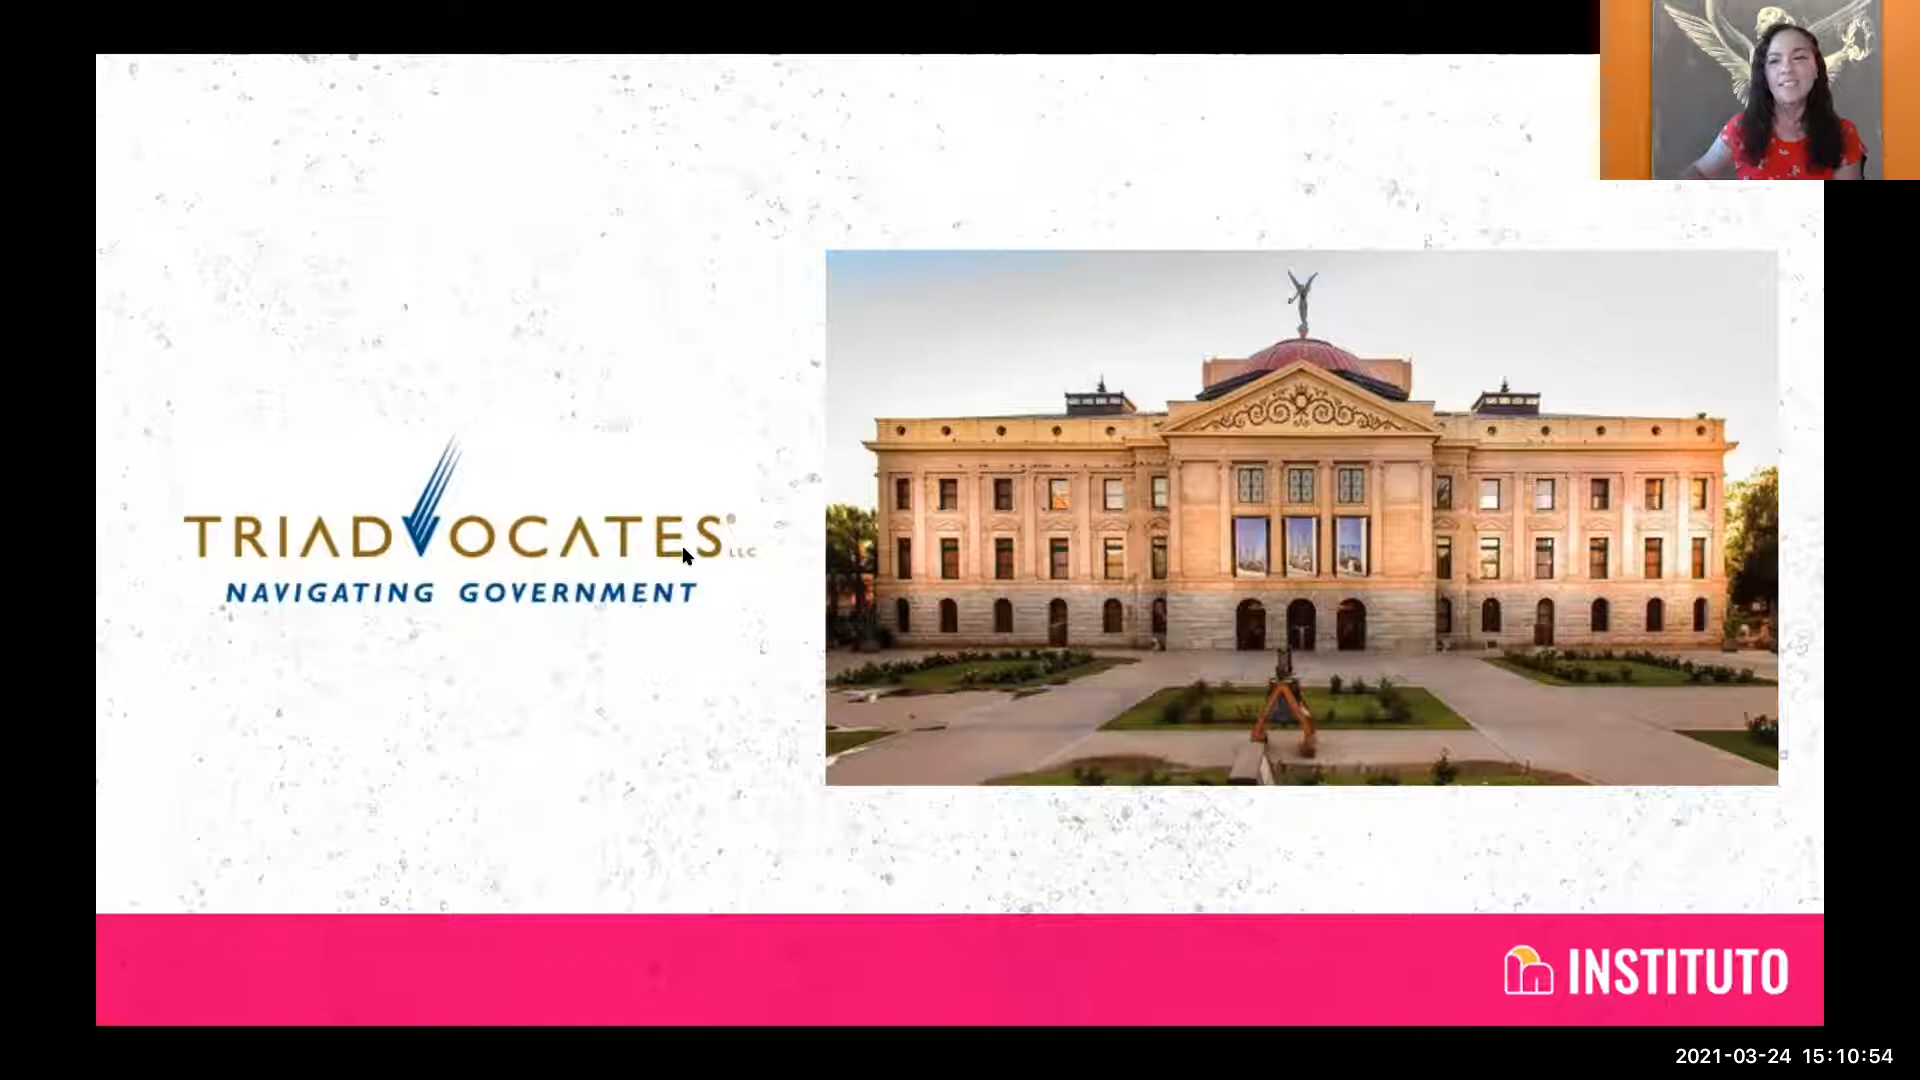 TRIADVOCATES® LLC
NAVIGATING GOVERNMENT
INSTITUTO
2021-03-24 15:10:54